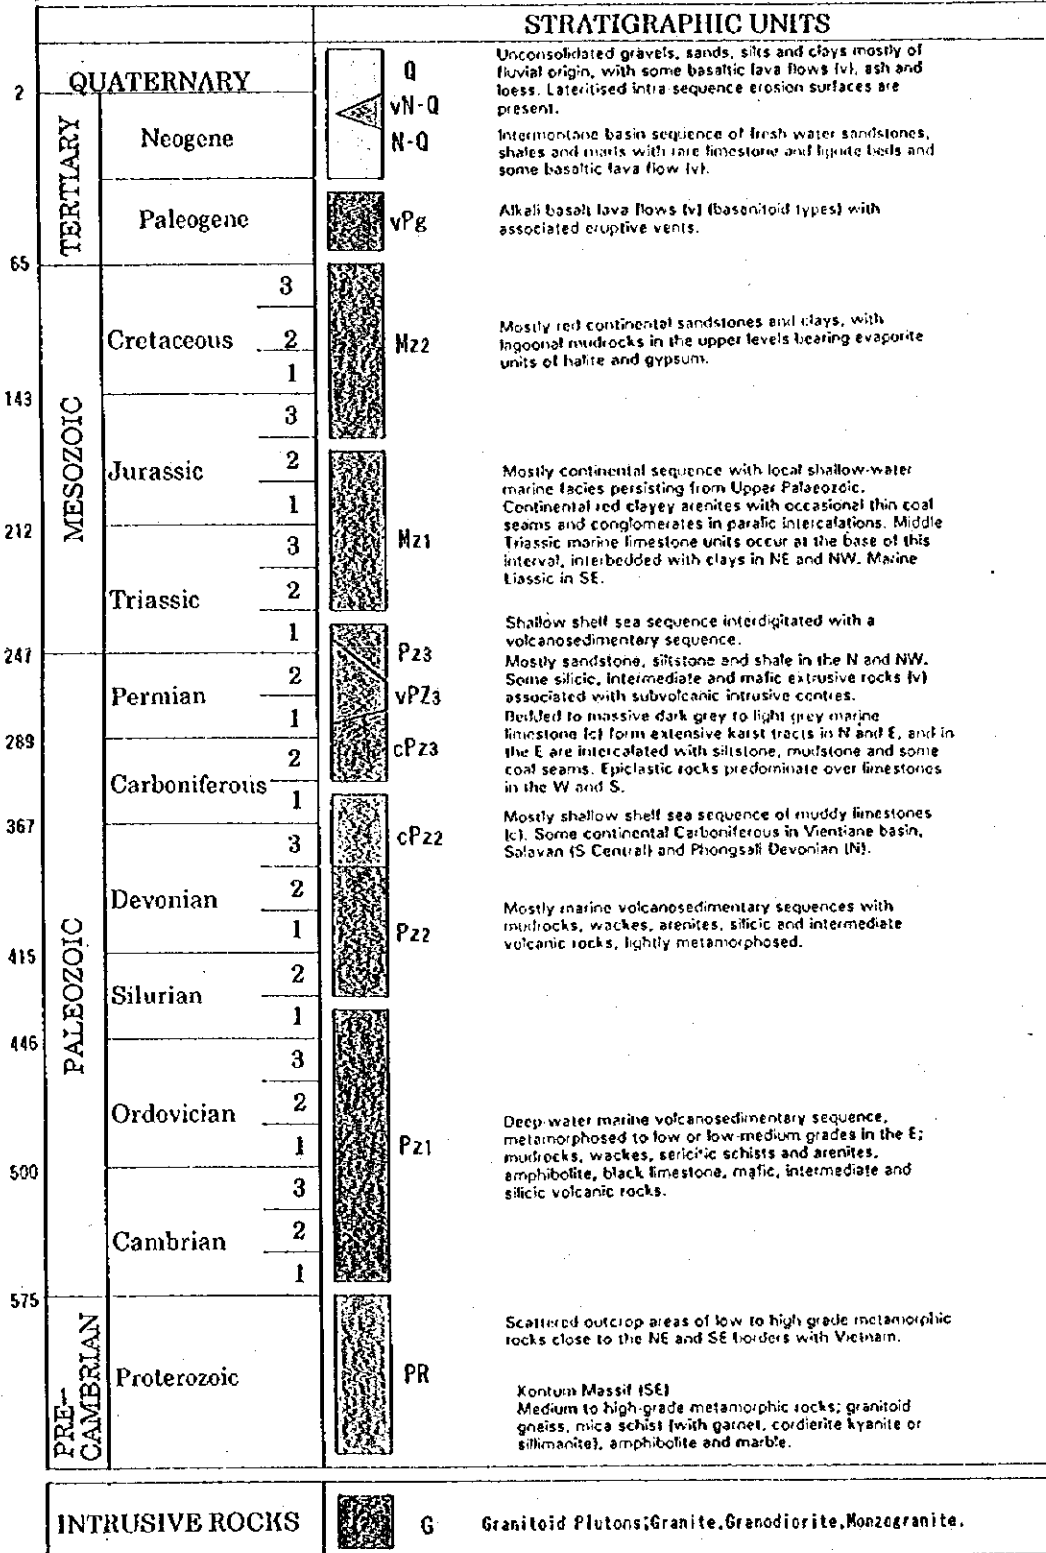 STRATIGRAPHIC UNITS
QUATERNARY
Q
Unconsolidated gravels, sands, silts and clays mostly of
fluvial origin, with some basaltic lava flows (v), ash and
loess. Lateritised intra-sequence erosion surfaces are
present.
2
vN-Q
TERTIARY
Neogene
N-Q
Intermontane basin sequence of fresh water sandstones,
shales and marls with rare limestone and lignite beds and
some basaltic lava flow (v).
Paleogene
vPg
Alkali basalt lava flows (v) (basanitoid types) with
associated eruptive vents.
65
MESOZOIC
Cretaceous
3
2
1
Mz2
Mostly red continental sandstones and clays, with
lagoonal mudrocks in the upper levels bearing evaporite
units of halite and gypsum.
143
Jurassic
3
2
1
Mostly continental sequence with local shallow-water
marine facies persisting from Upper Palaeozoic.
Continental red clayey arenites with occasional thin coal
seams and conglomerates in paralic intercalations. Middle
Triassic marine limestone units occur at the base of this
interval, interbedded with clays in NE and NW. Marine
Liassic in SE.
212
Mz1
Triassic
3
2
1
Shallow shelf sea sequence interdigitated with a
volcanosedimentary sequence.
247
PALEOZOIC
Pz3
Mostly sandstone, siltstone and shale in the N and NW.
Some silicic, intermediate and mafic extrusive rocks (v)
associated with subvolcanic intrusive centres.
Permian
2
1
vPZ3
Bedded to massive dark grey to light grey marine
limestone (c) form extensive karst tracts in N and E, and in
the E are intercalated with siltstone, mudstone and some
coal seams. Epiclastic rocks predominate over limestones
in the W and S.
289
cPz3
Carboniferous
2
1
Mostly shallow shelf sea sequence of muddy limestones
(c). Some continental Carboniferous in Vientiane basin,
Salavan (S Central) and Phongsali Devonian (N).
367
cPz2
Devonian
3
2
1
Pz2
Mostly marine volcanosedimentary sequences with
mudrocks, wackes, arenites, silicic and intermediate
volcanic rocks, lightly metamorphosed.
415
Silurian
2
1
446
Ordovician
3
2
1
Pz1
Deep-water marine volcanosedimentary sequence,
metamorphosed to low or low-medium grades in the E;
mudrocks, wackes, sericitic schists and arenites,
amphibolite, black limestone, mafic, intermediate and
silicic volcanic rocks.
500
Cambrian
3
2
1
575
PRE-
CAMBRIAN
Proterozoic
PR
Scattered outcrop areas of low to high grade metamorphic
rocks close to the NE and SE borders with Vietnam.
Kontum Massif (SE)
Medium to high-grade metamorphic rocks; granitoid
gneiss, mica schist (with garnet, cordierite kyanite or
sillimanite), amphibolite and marble.
INTRUSIVE ROCKS
G
Granitoid Plutons;Granite,Granodiorite,Monzogranite.